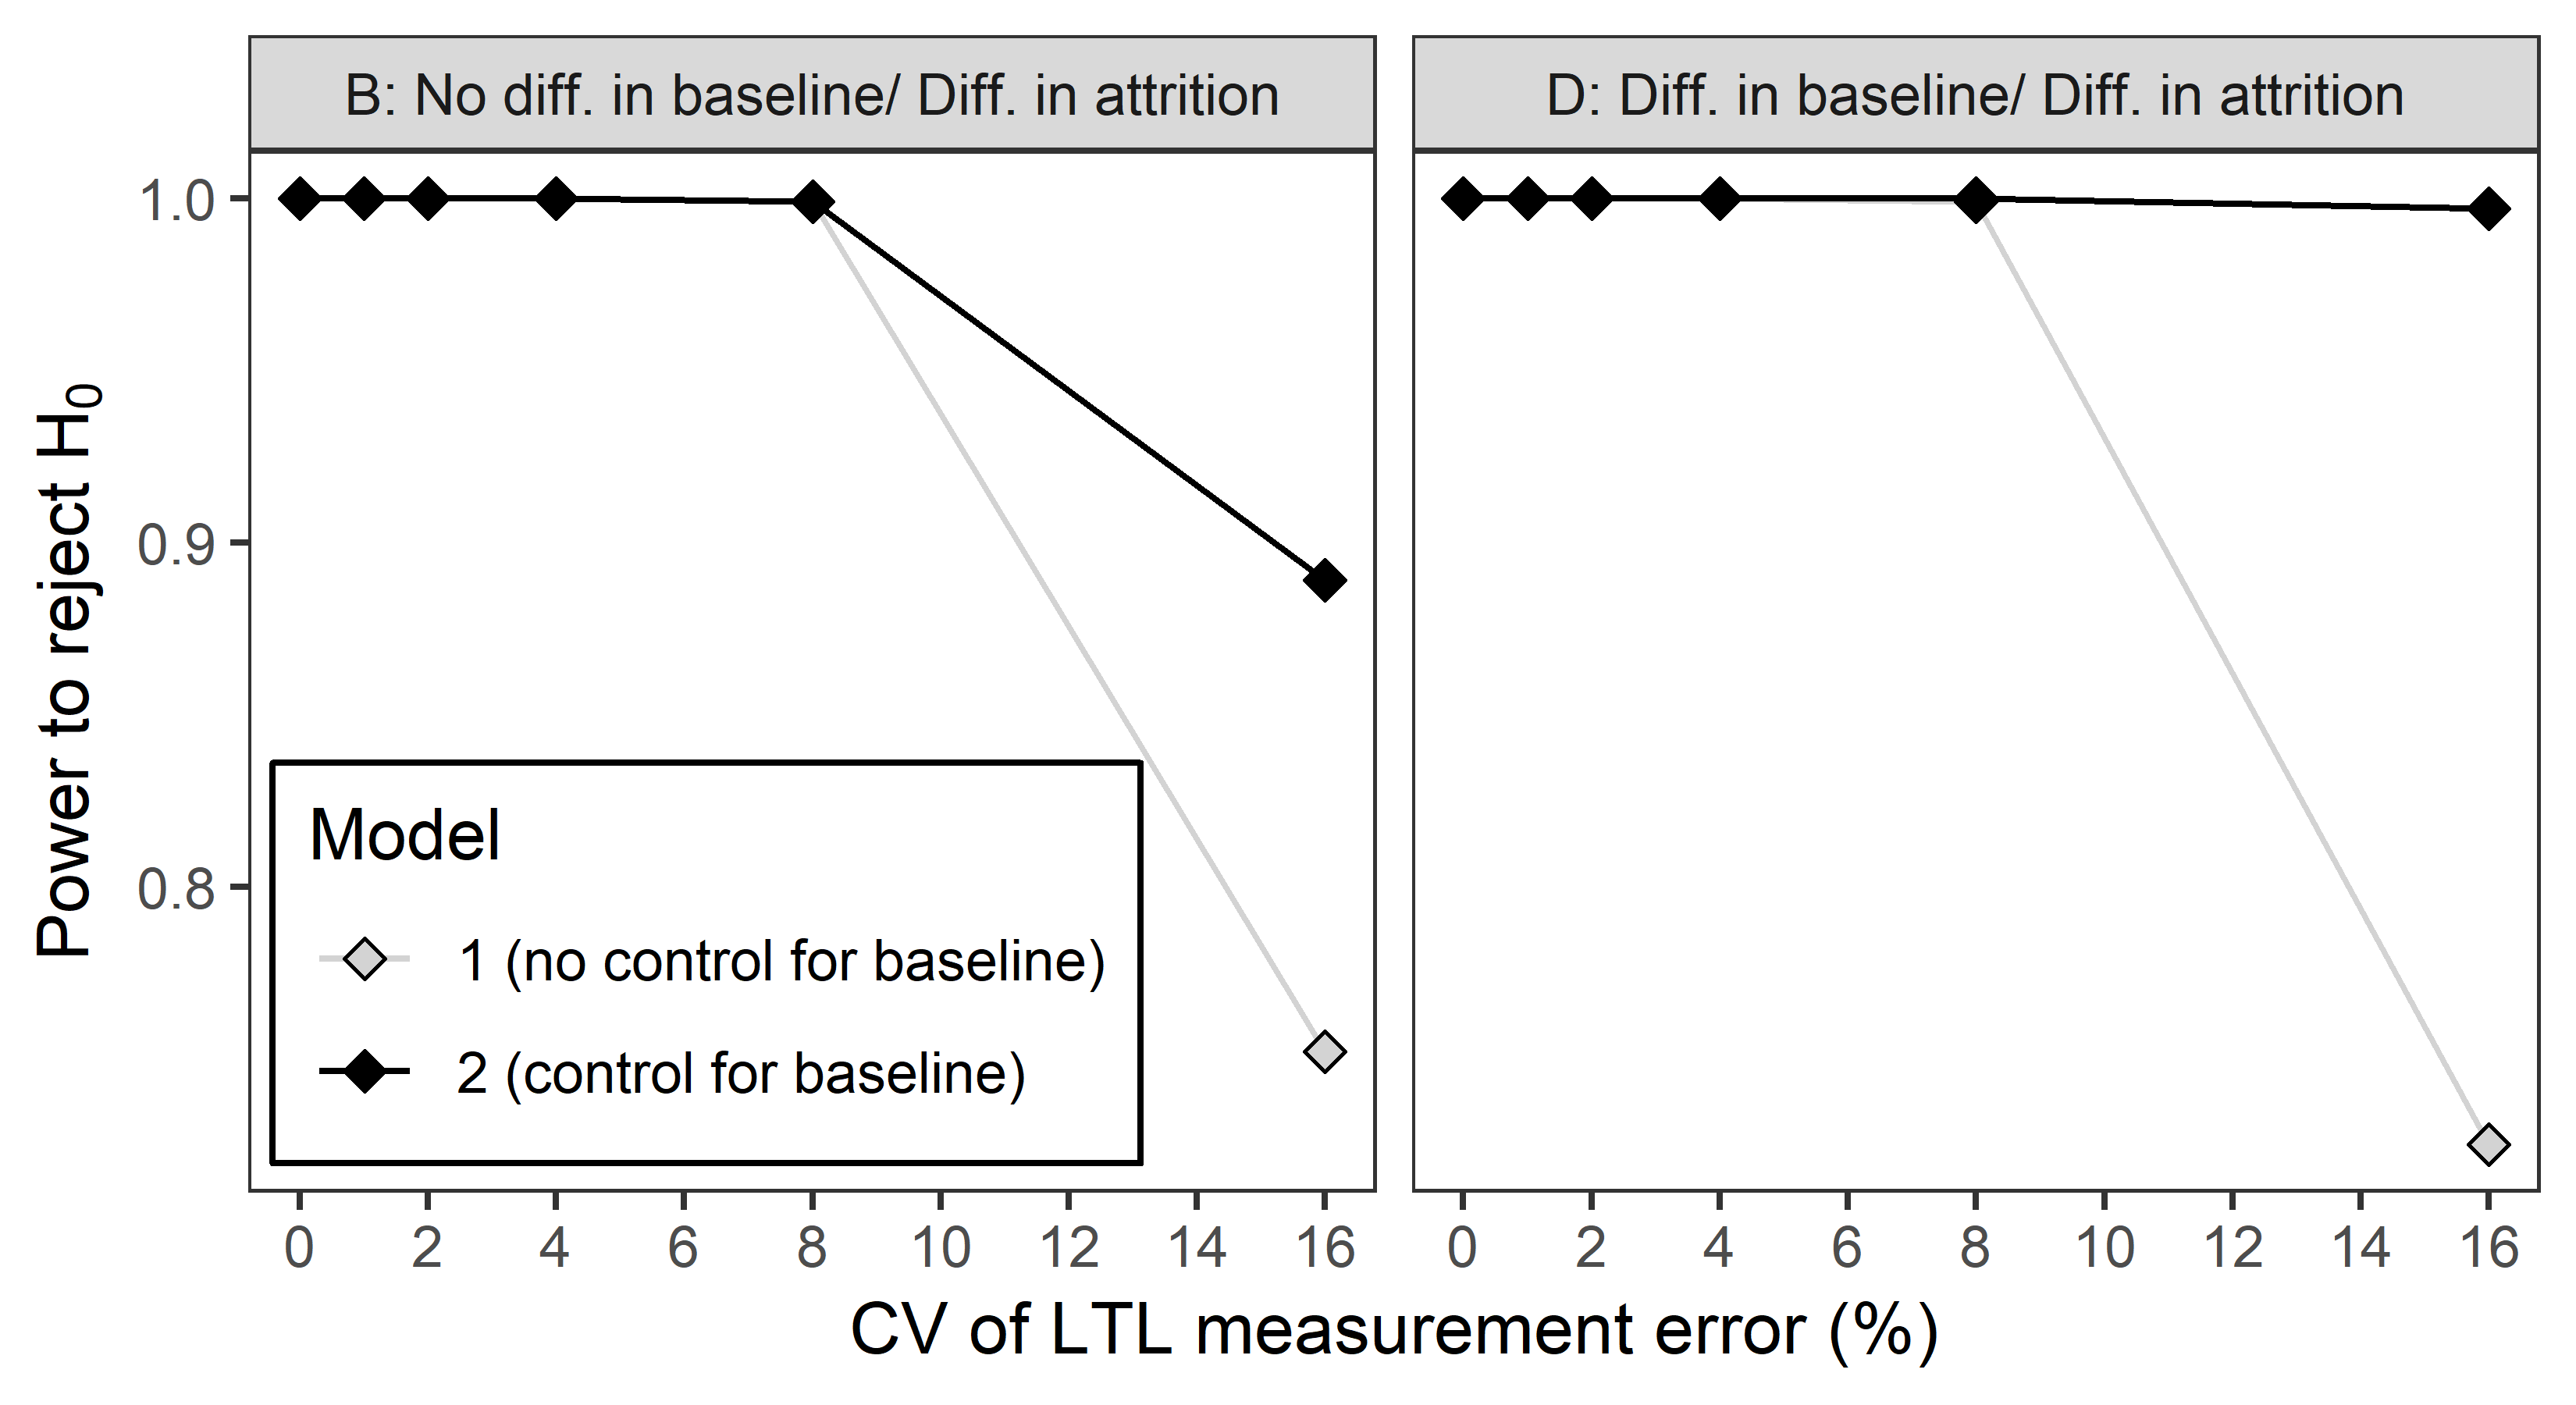 B: No diff. in baseline/ Diff. in attrition
D: Diff. in baseline/ Diff. in attrition
Power to reject H₀
1.0
0.9
0.8
Model
1 (no control for baseline)
2 (control for baseline)
0 2 4 6 8 10 12 14 16
0 2 4 6 8 10 12 14 16
CV of LTL measurement error (%)